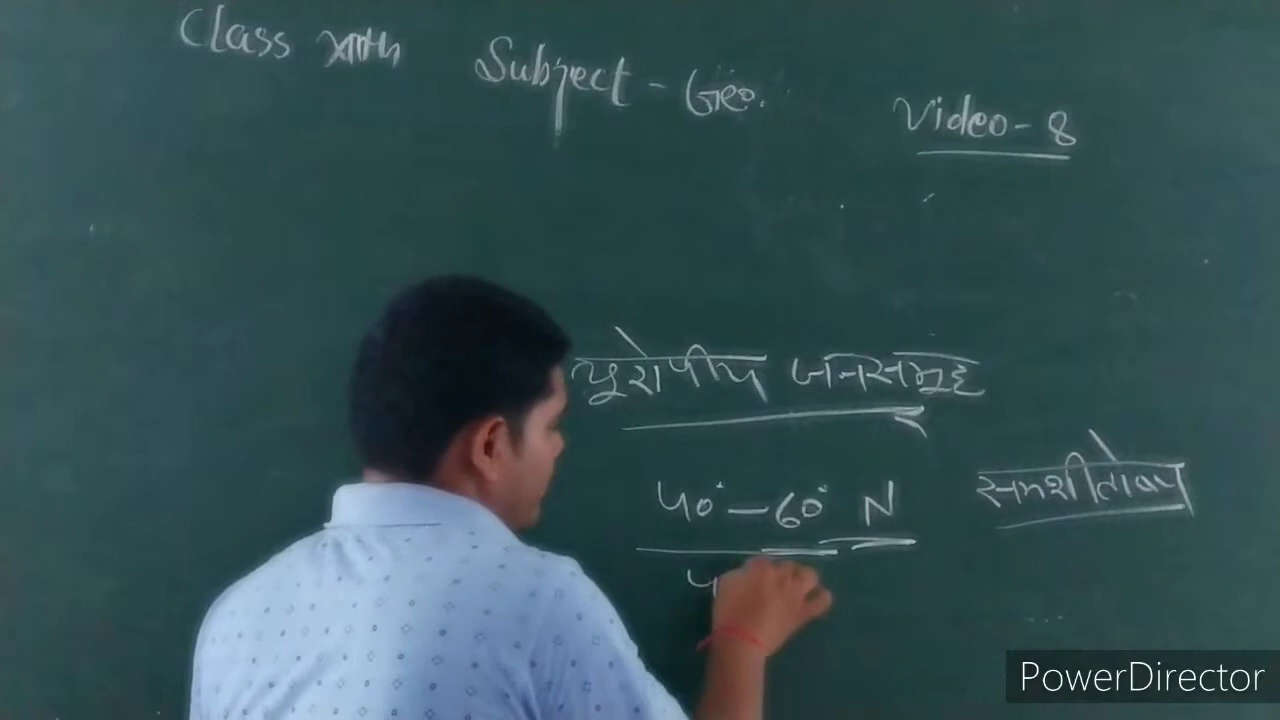 Class XIIth Subject - Geo.
Video - 8
यूरोपीय जनसमूह
40° - 60° N
समशीतोष्ण
PowerDirector